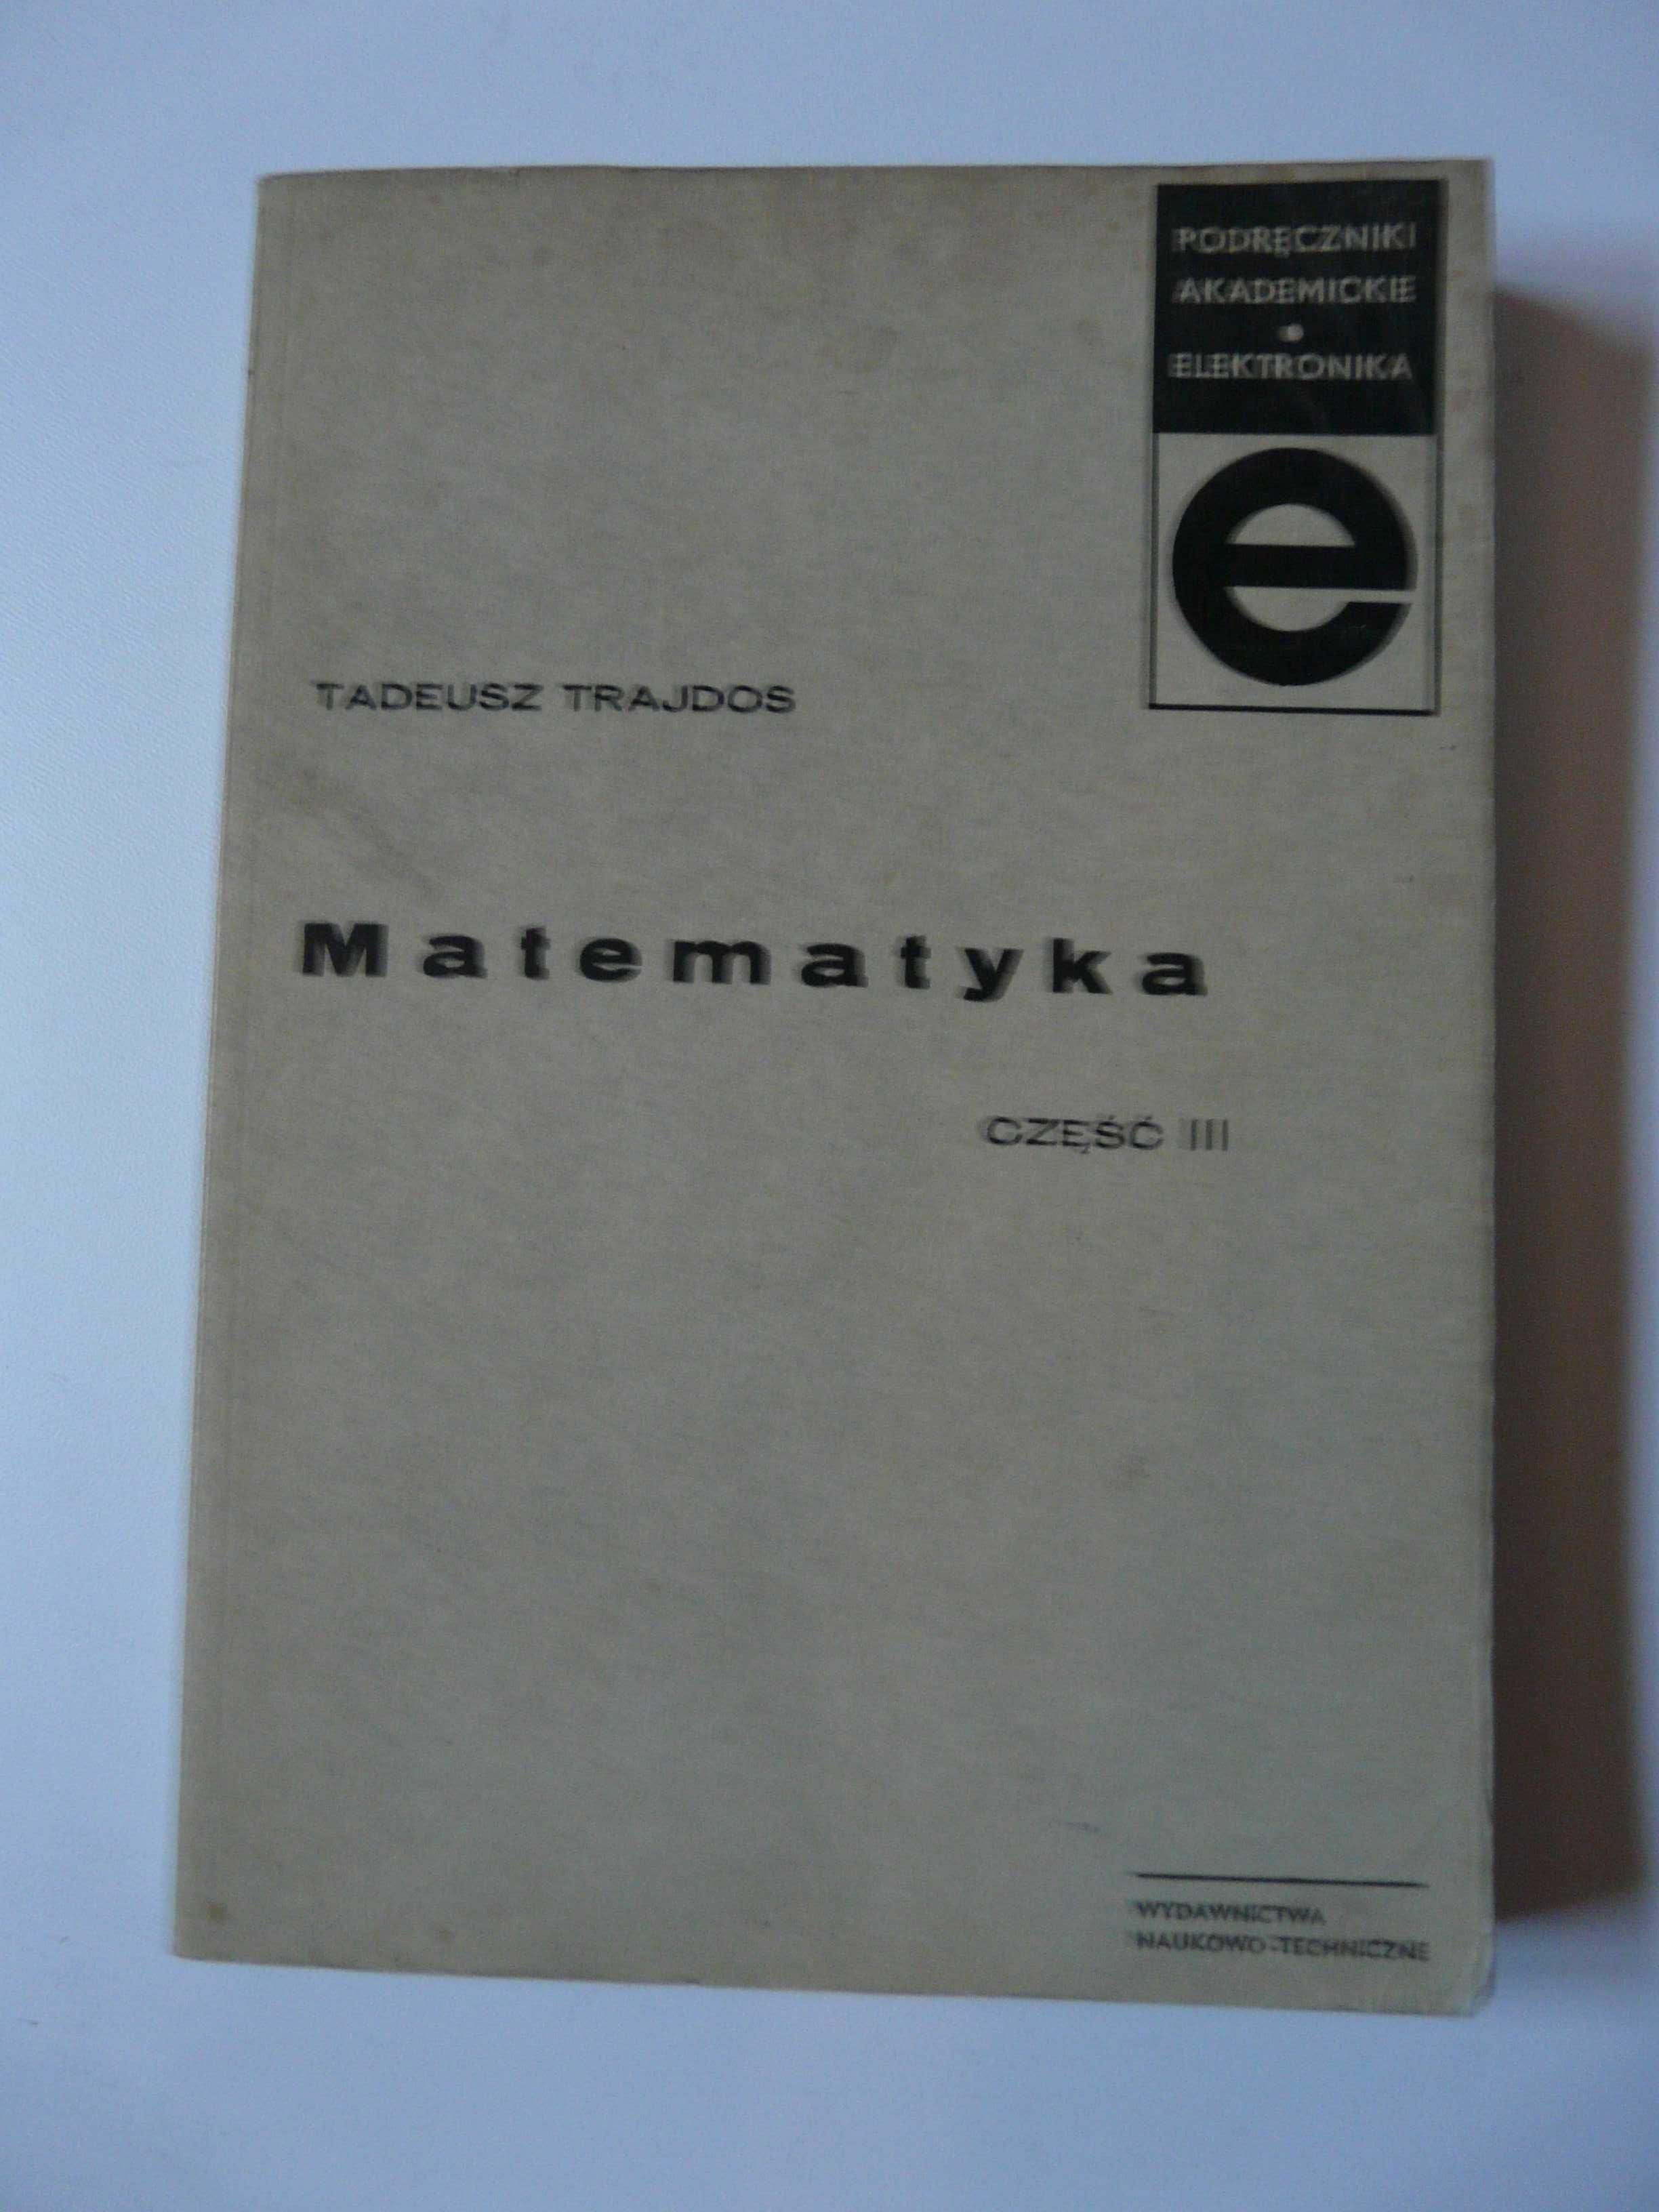 PODRĘCZNIKI
AKADEMICKIE
•
ELEKTRONIKA
e
TADEUSZ TRAJDOS
Matematyka
CZĘŚĆ III
WYDAWNICTWA
NAUKOWO-TECHNICZNE